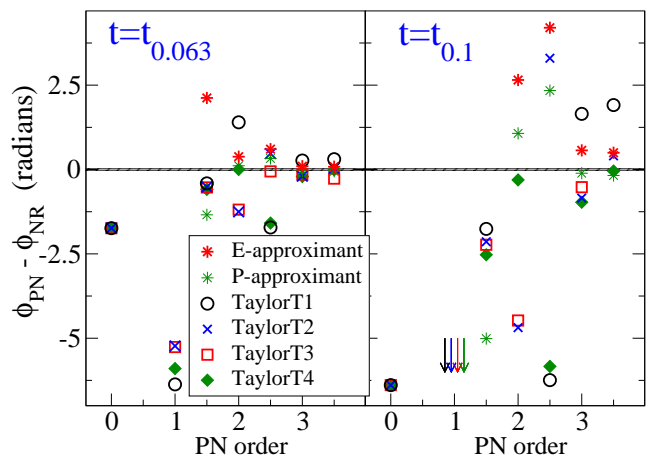 t=t0.063
t=t0.1
ϕPN - ϕNR (radians)
2.5
0
-2.5
-5
E-approximant
P-approximant
TaylorT1
TaylorT2
TaylorT3
TaylorT4
0 1 2 3
0 1 2 3
PN order
PN order